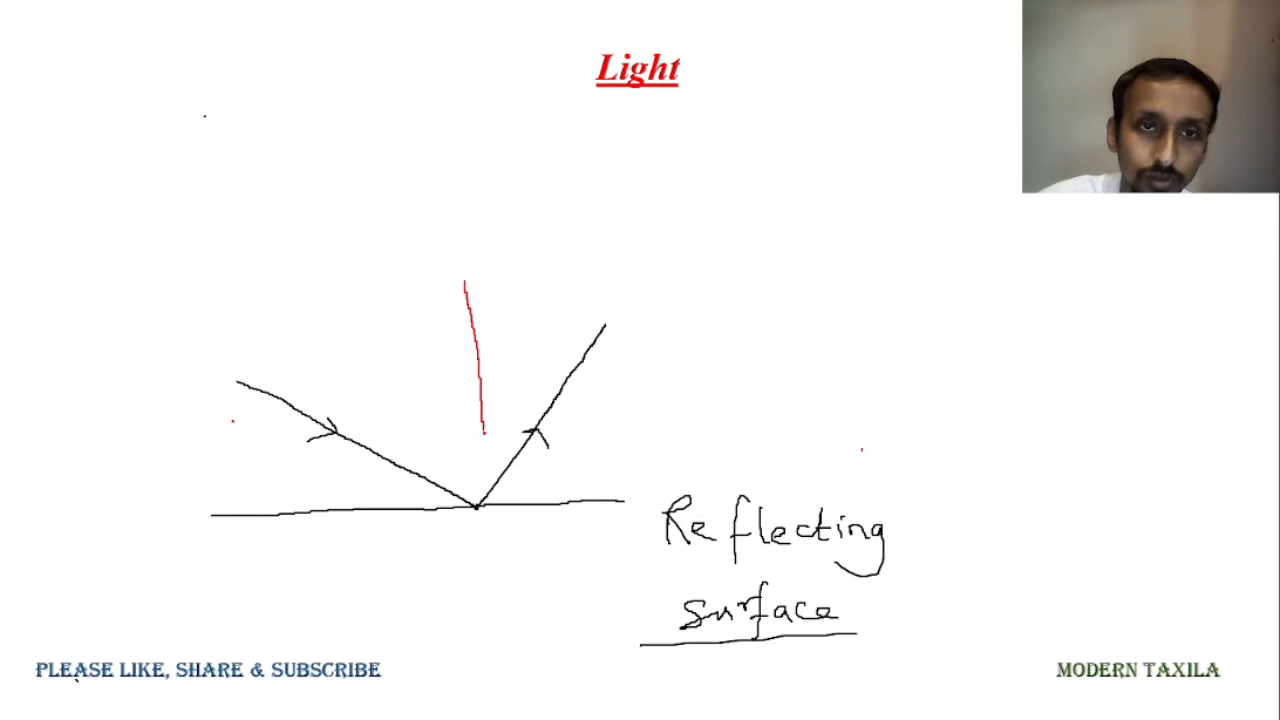 Light
Reflecting
surface
PLEASE LIKE, SHARE & SUBSCRIBE
MODERN TAXILA